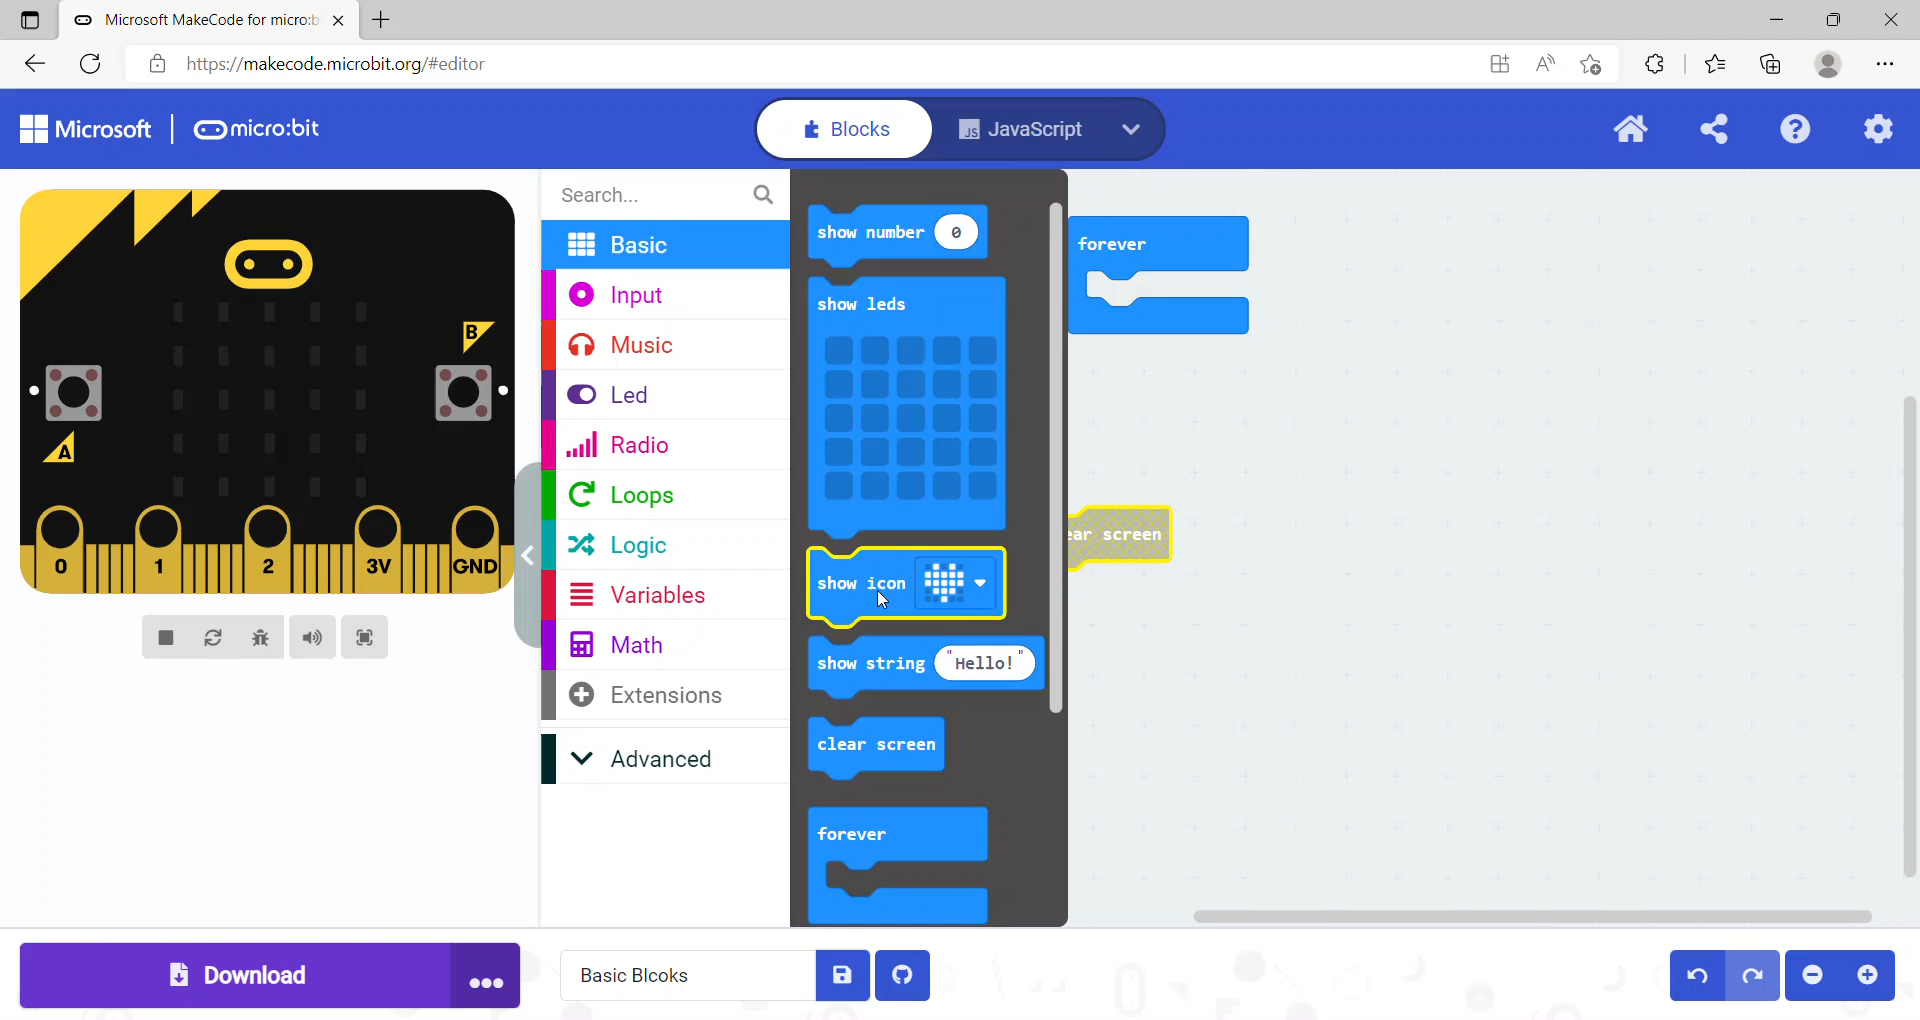 Microsoft MakeCode for micro:b
https://makecode.microbit.org/#editor
Microsoft
micro:bit
Blocks
JS JavaScript
Search...
Basic
Input
Music
Led
Radio
Loops
Logic
Variables
Math
Extensions
Advanced
B
A
0 1 2 3V GND
show number 0
show leds
show icon
show string "Hello!"
clear screen
forever
forever
ear screen
Download
Basic Blcoks